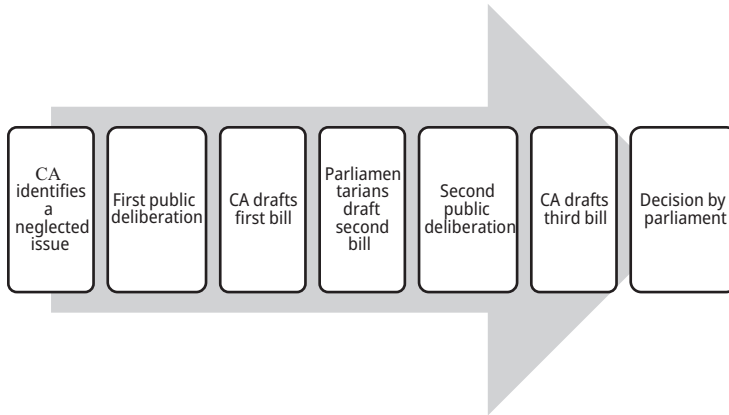 CA
identifies
a
neglected
issue
First public
deliberation
CA drafts
first bill
Parliamen
tarians
draft
second
bill
Second
public
deliberation
CA drafts
third bill
Decision by
parliament